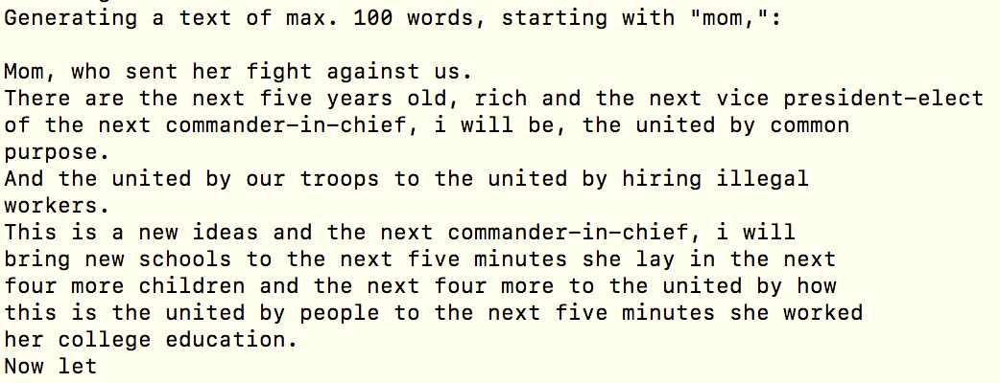 Generating a text of max. 100 words, starting with "mom,":
Mom, who sent her fight against us.
There are the next five years old, rich and the next vice president-elect
of the next commander-in-chief, i will be, the united by common
purpose.
And the united by our troops to the united by hiring illegal
workers.
This is a new ideas and the next commander-in-chief, i will
bring new schools to the next five minutes she lay in the next
four more children and the next four more to the united by how
this is the united by people to the next five minutes she worked
her college education.
Now let